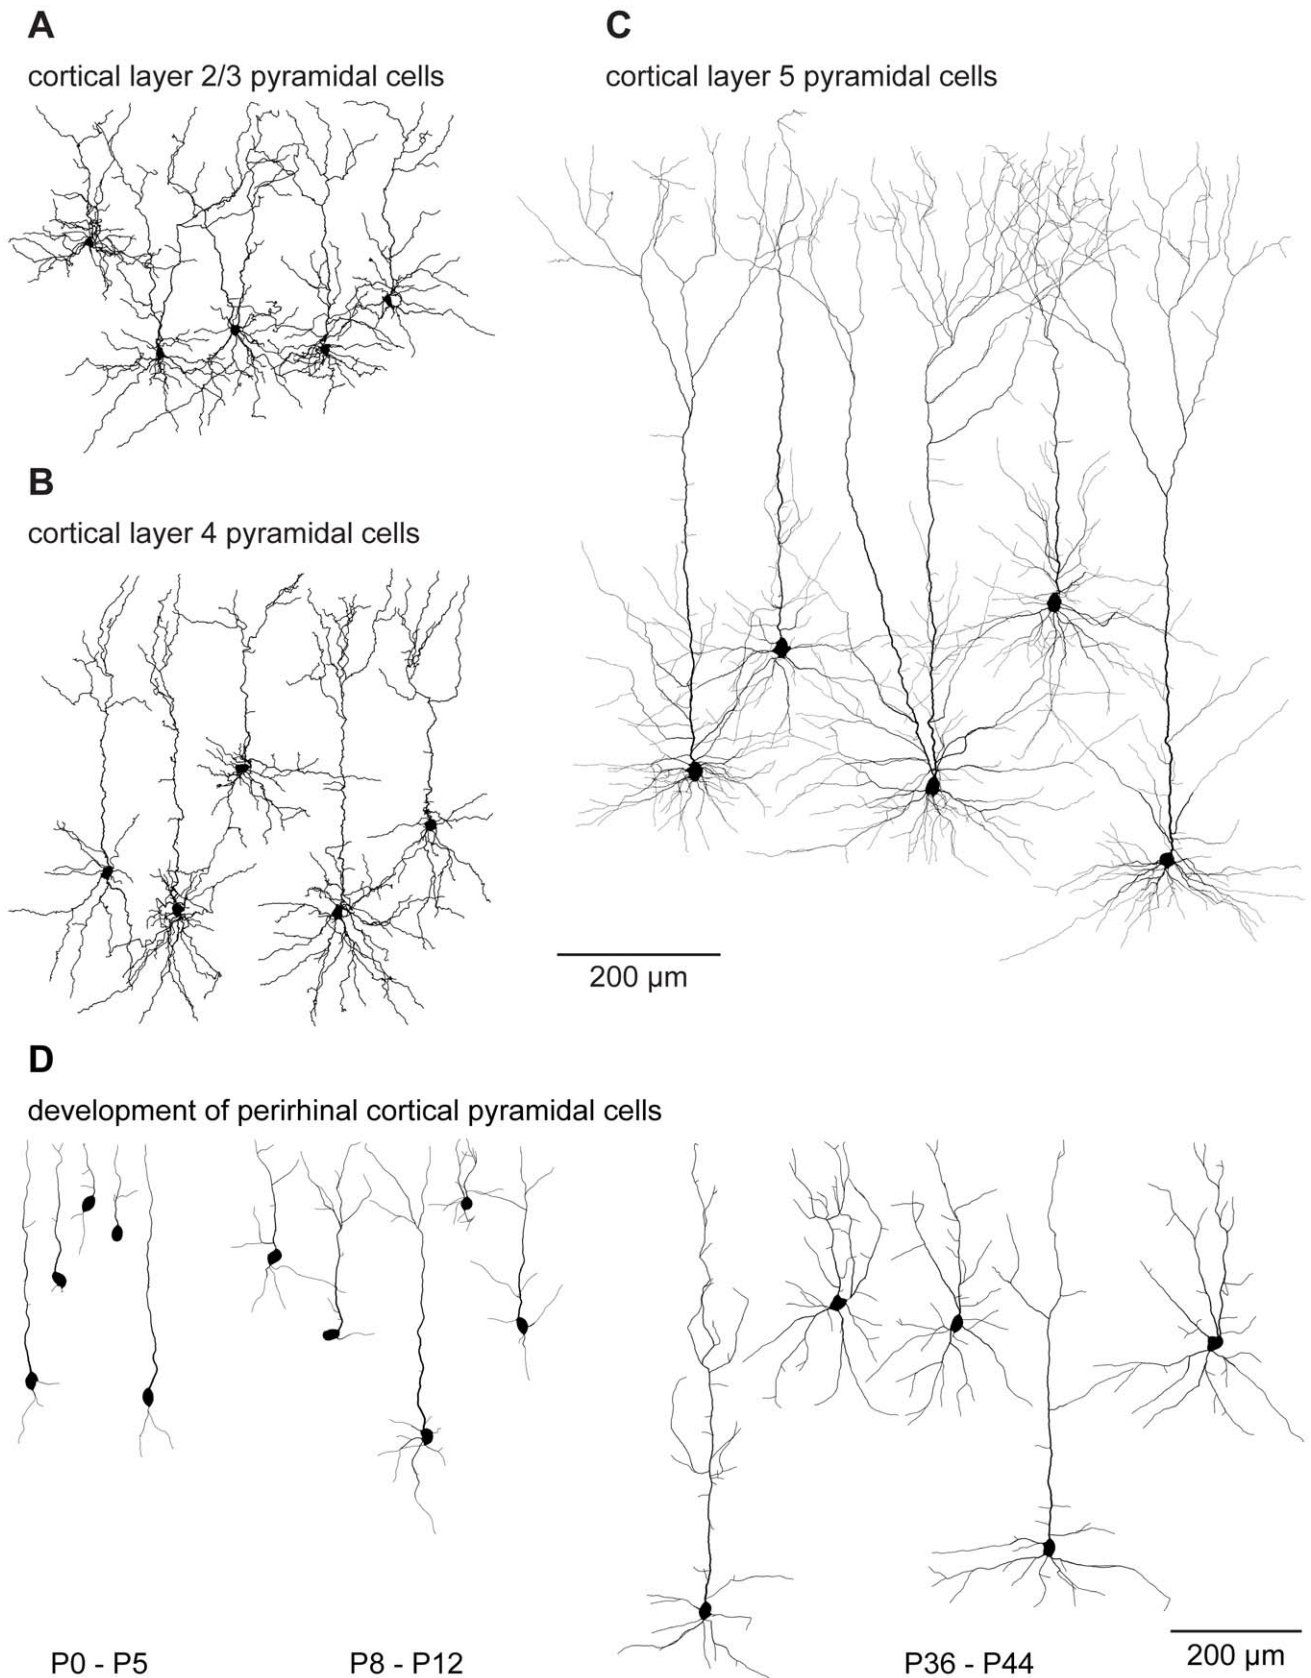 A
cortical layer 2/3 pyramidal cells
C
cortical layer 5 pyramidal cells
B
cortical layer 4 pyramidal cells
200 µm
D
development of perirhinal cortical pyramidal cells
P0 - P5
P8 - P12
P36 - P44
200 µm